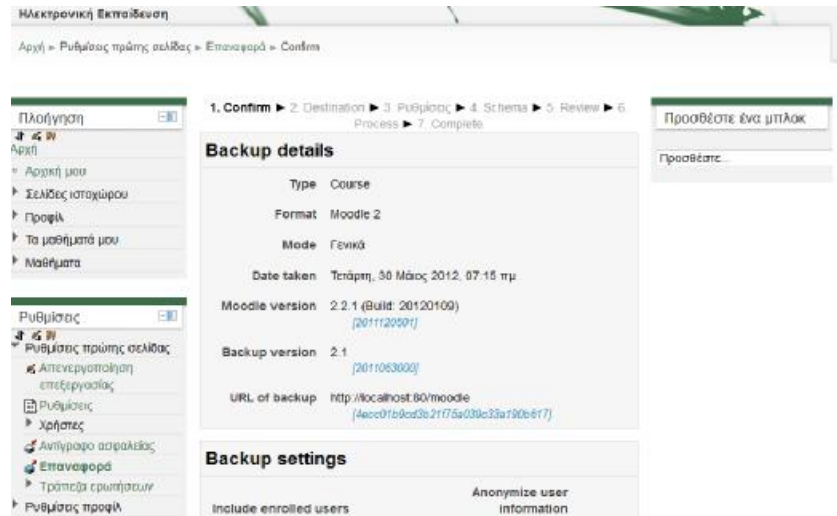 Ηλεκτρονική Εκπαίδευση
Αρχή » Ρυθμίσεις πρώτης σελίδας » Επαναφορά » Confirm
Πλοήγηση
Αρχή
Αρχική μου
Σελίδες ιστοχώρου
Προφίλ
Τα μαθήματά μου
Μαθήματα
Ρυθμίσεις
Ρυθμίσεις πρώτης σελίδας
Απενεργοποίηση
επεξεργασίας
Ρυθμίσεις
Χρήστες
Αντίγραφο ασφαλείας
Επαναφορά
Τράπεζα ερωτήσεων
Ρυθμίσεις προφίλ
1. Confirm ► 2. Destination ► 3. Ρυθμίσεις ► 4. Schema ► 5. Review ► 6.
Process ► 7. Complete
Backup details
Type Course
Format Moodle 2
Mode Γενικά
Date taken Τετάρτη, 30 Μάιος 2012, 07:15 πμ
Moodle version 2.2.1 (Build: 20120109)
[2011120501]
Backup version 2.1
[2011063000]
URL of backup http://localhost:80/moodle
Backup settings
Include enrolled users
Anonymize user
information
Προσθέστε ένα μπλοκ
Προσθέστε...